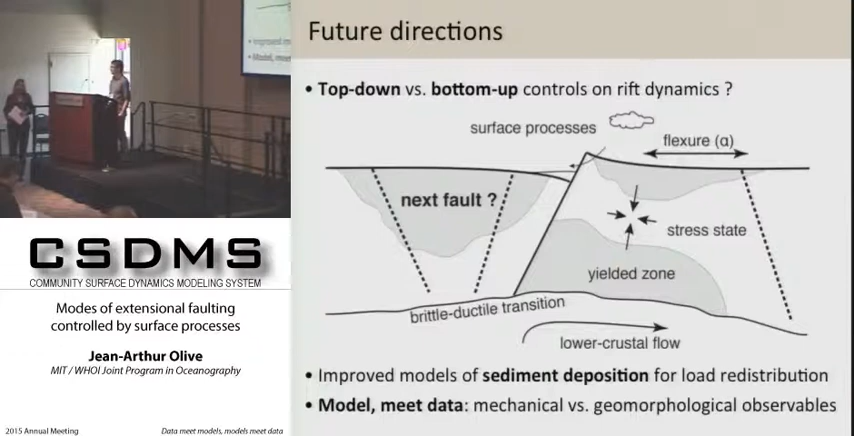 Future directions
• Top-down vs. bottom-up controls on rift dynamics ?
surface processes
flexure (α)
next fault ?
stress state
yielded zone
brittle-ductile transition
lower-crustal flow
• Improved models of sediment deposition for load redistribution
• Model, meet data: mechanical vs. geomorphological observables
CSDMS
COMMUNITY SURFACE DYNAMICS MODELING SYSTEM
Modes of extensional faulting
controlled by surface processes
Jean-Arthur Olive
MIT / WHOI Joint Program in Oceanography
2015 Annual Meeting
Data meet models, models meet data